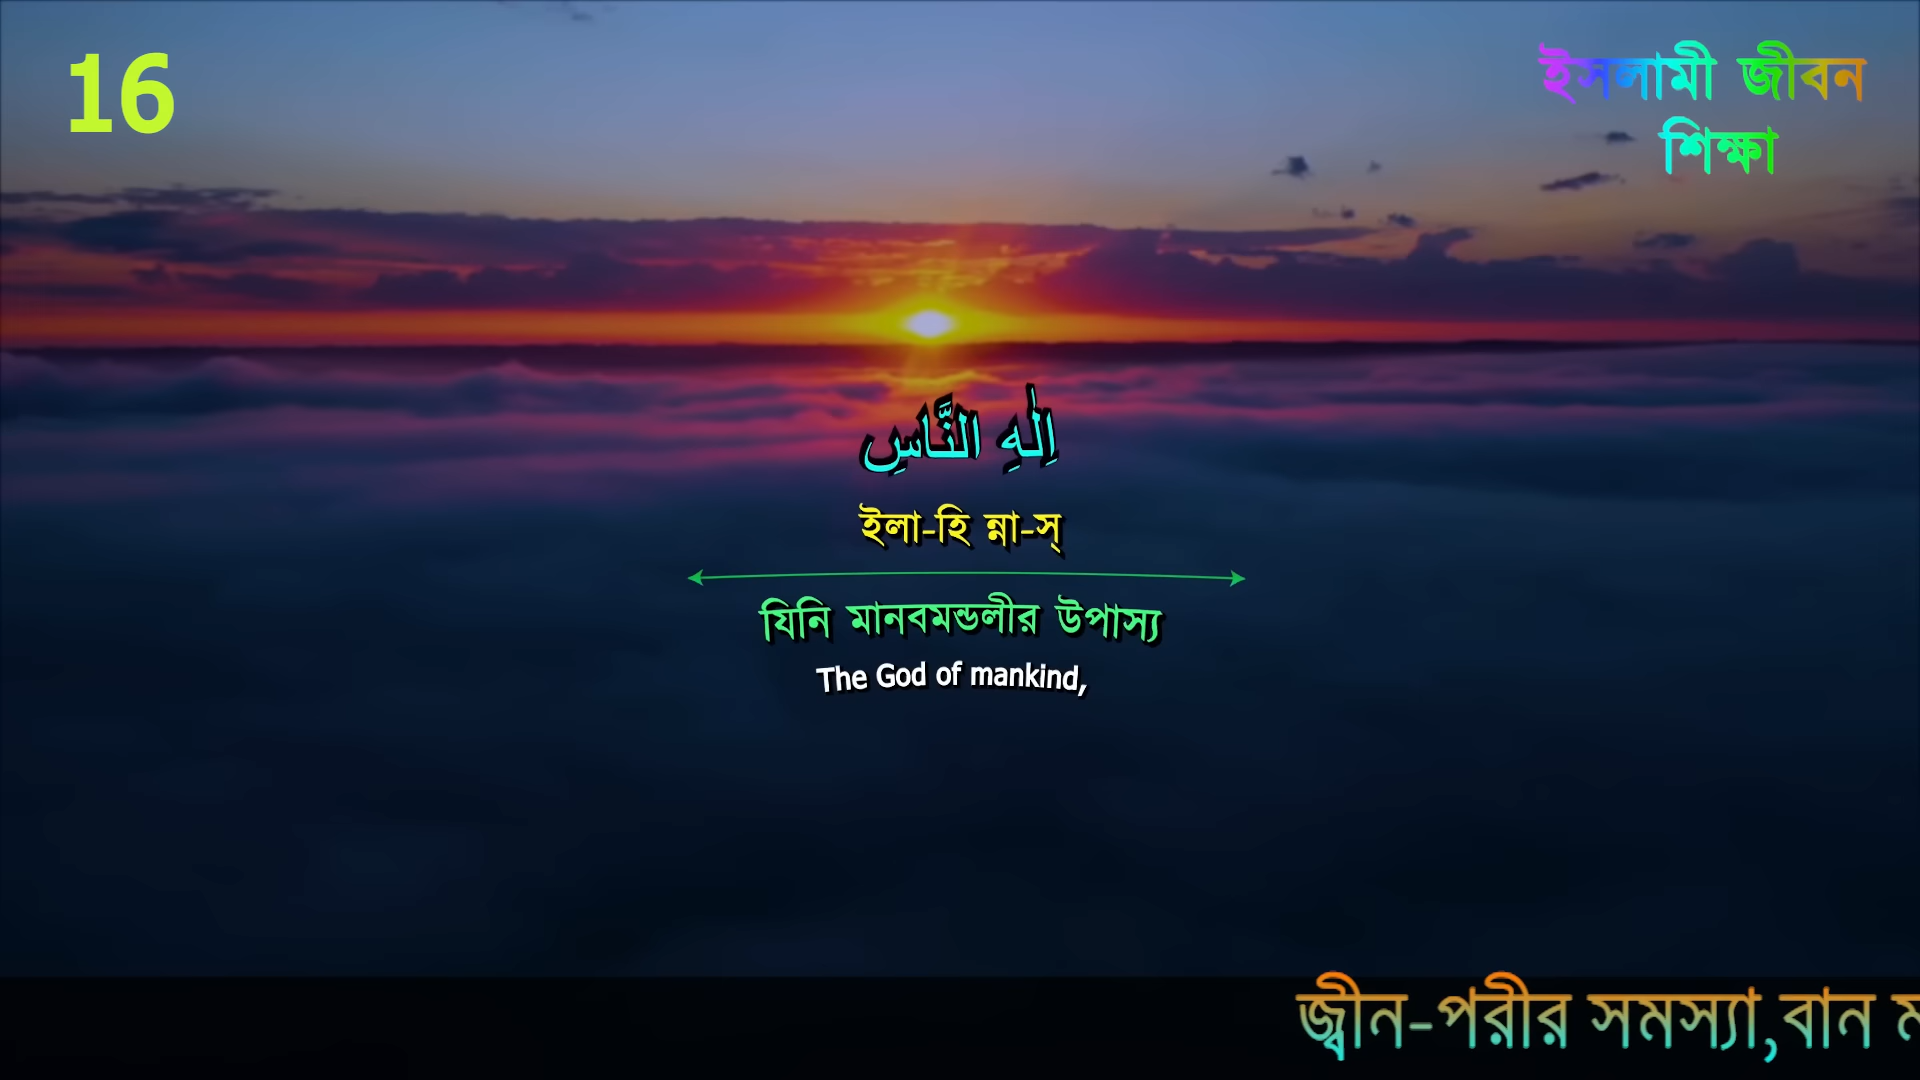 16
ইসলামী জীবন
শিক্ষা
اِلٰهِ النَّاسِ
ইলা-হি ন্না-স্
যিনি মানবমন্ডলীর উপাস্য
The God of mankind,
জ্বীন-পরীর সমস্যা,বান